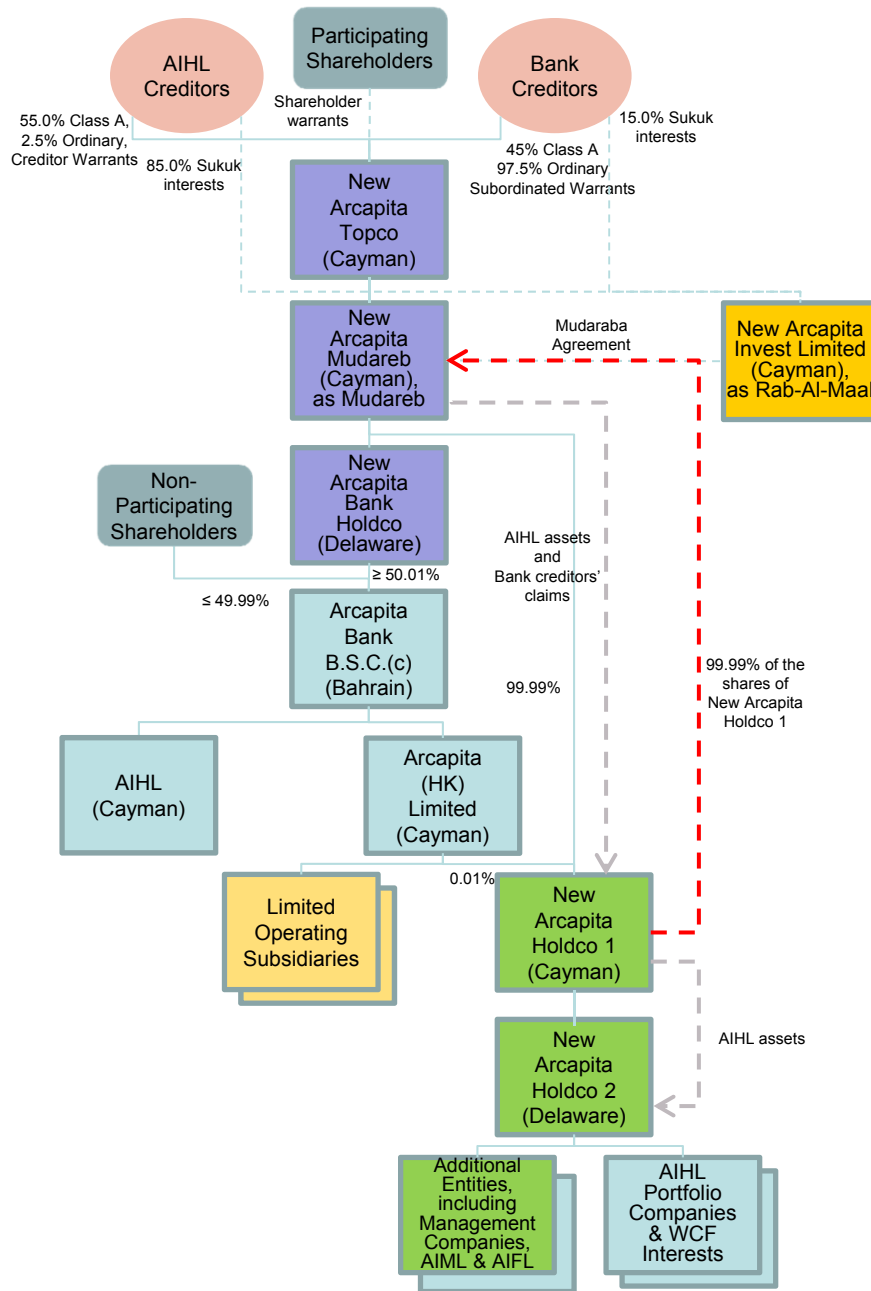 Participating
Shareholders
AIHL
Creditors
Bank
Creditors
Shareholder
warrants
55.0% Class A,
2.5% Ordinary,
Creditor Warrants
85.0% Sukuk
interests
15.0% Sukuk
interests
45% Class A
97.5% Ordinary
Subordinated Warrants
New
Arcapita
Topco
(Cayman)
New
Arcapita
Mudareb
(Cayman),
as Mudareb
Mudaraba
Agreement
New Arcapita
Invest Limited
(Cayman),
as Rab-Al-Maal
Non-
Participating
Shareholders
New
Arcapita
Bank
Holdco
(Delaware)
AIHL assets
and
Bank creditors'
claims
≥ 50.01%
≤ 49.99%
Arcapita
Bank
B.S.C.(c)
(Bahrain)
99.99%
99.99% of the
shares of
New Arcapita
Holdco 1
AIHL
(Cayman)
Arcapita
(HK)
Limited
(Cayman)
0.01%
Limited
Operating
Subsidiaries
New
Arcapita
Holdco 1
(Cayman)
AIHL assets
New
Arcapita
Holdco 2
(Delaware)
Additional
Entities,
including
Management
Companies,
AIML & AIFL
AIHL
Portfolio
Companies
& WCF
Interests